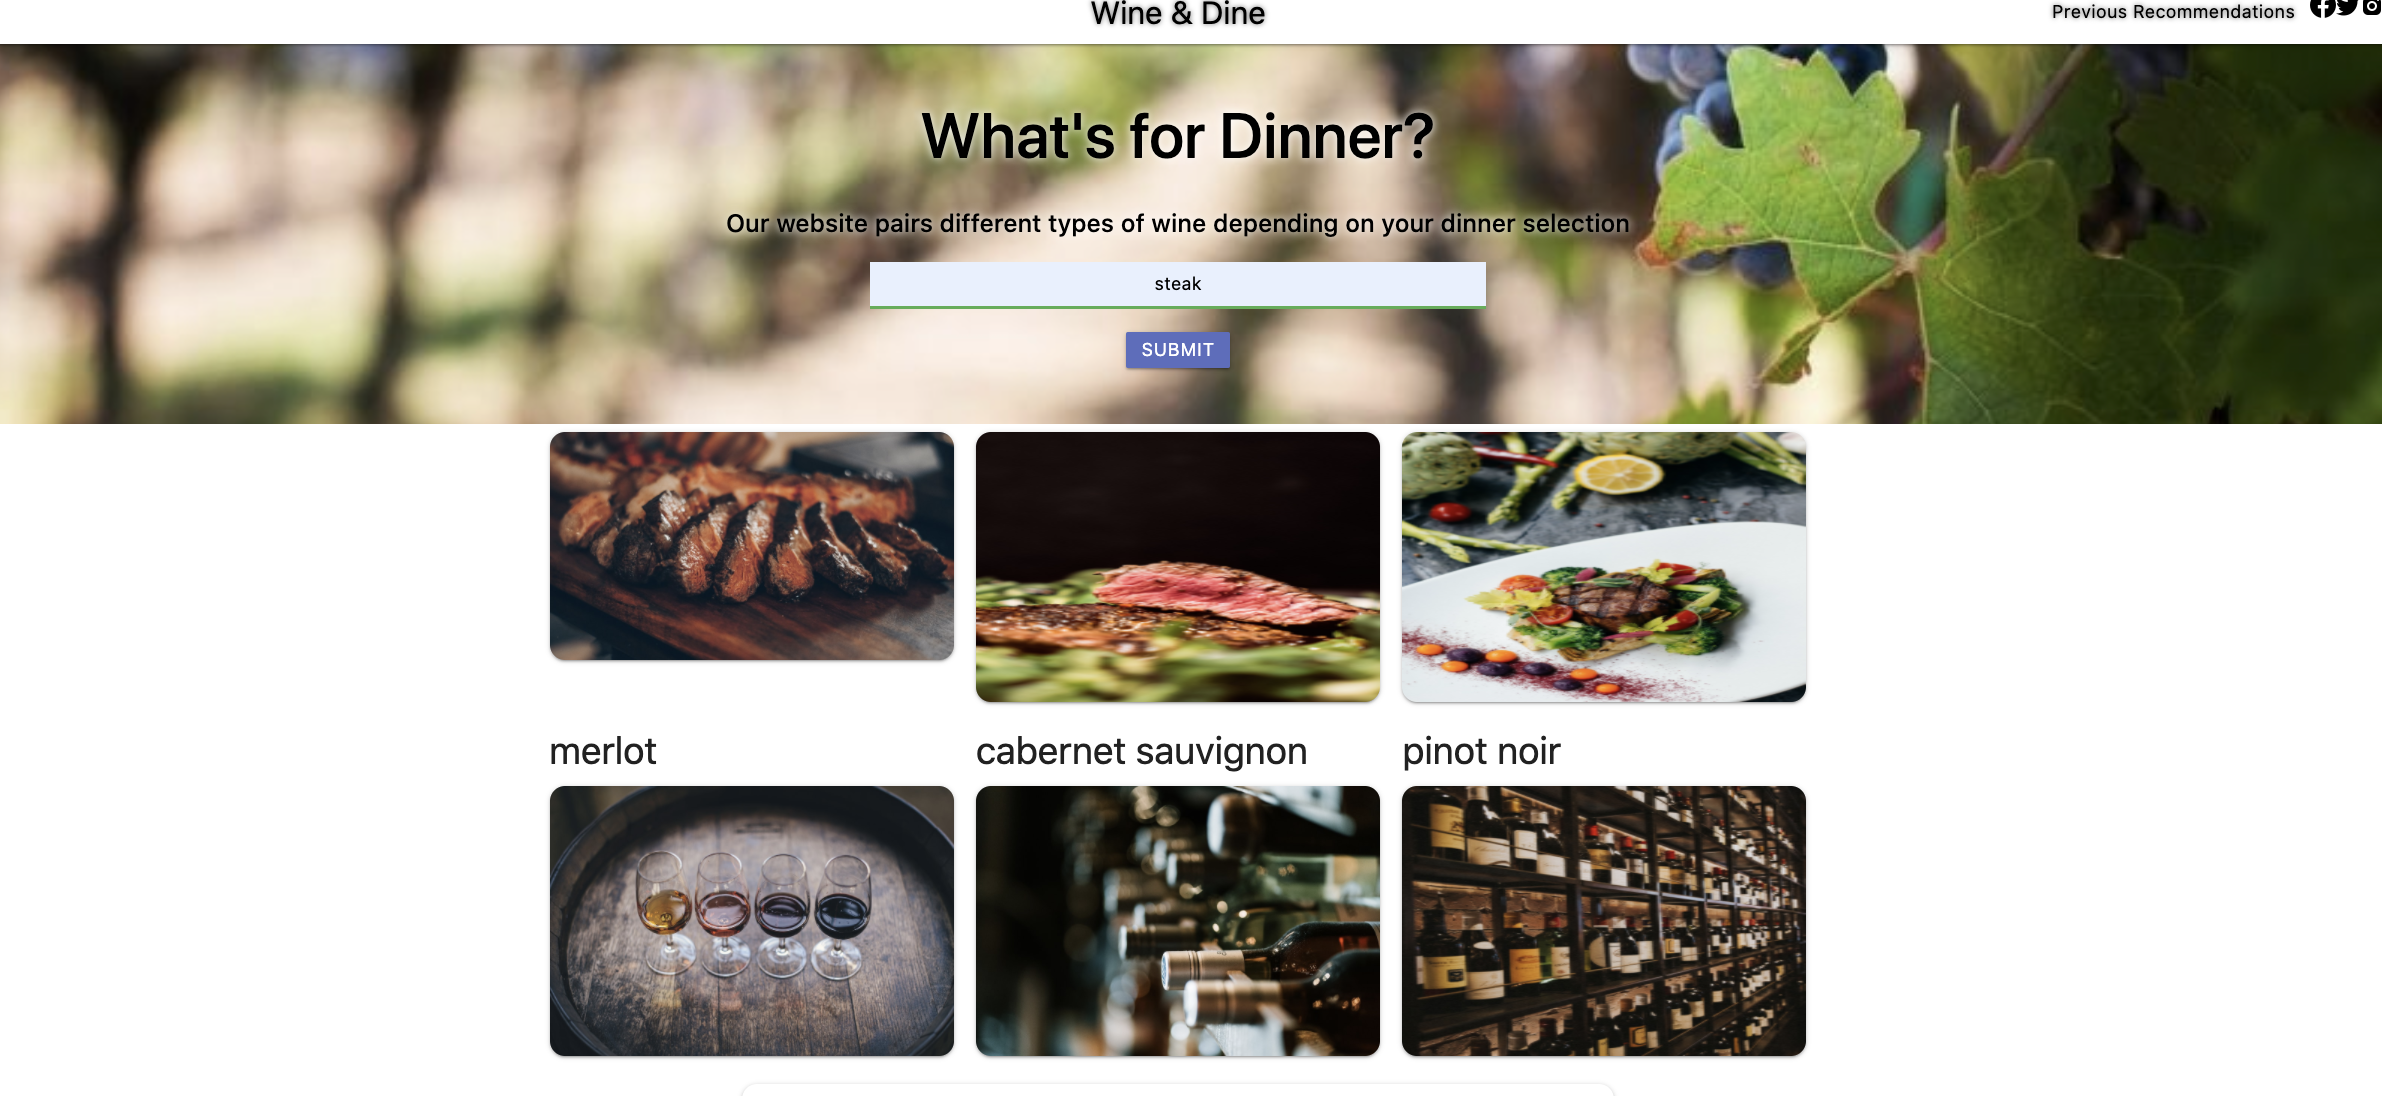 Wine & Dine
Previous Recommendations
What's for Dinner?
Our website pairs different types of wine depending on your dinner selection
steak
SUBMIT
merlot
cabernet sauvignon
pinot noir